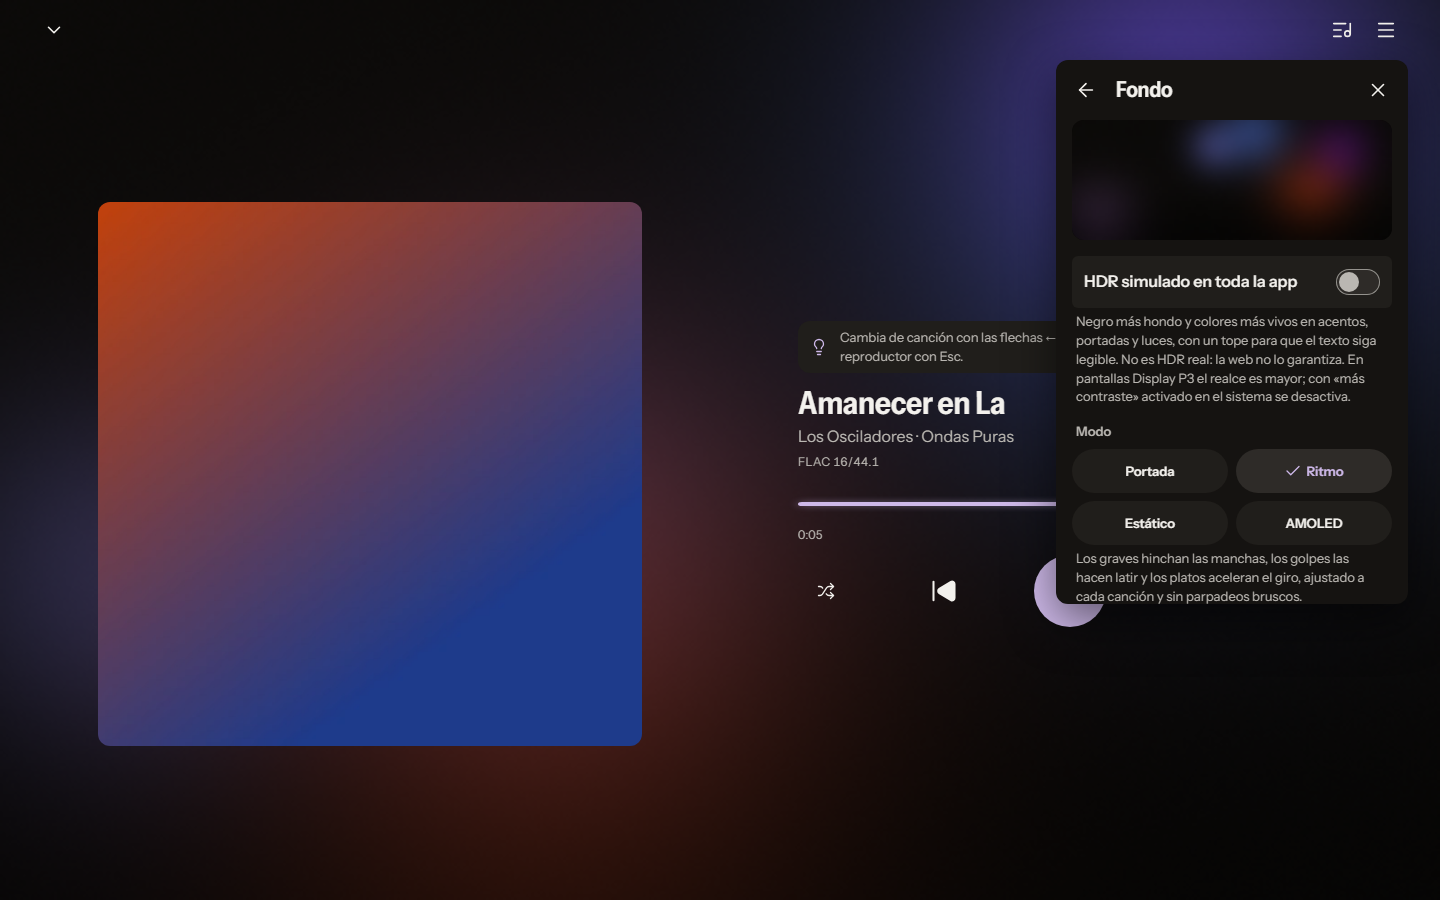 Fondo
HDR simulado en toda la app
Negro más hondo y colores más vivos en acentos,
portadas y luces, con un tope para que el texto siga
legible. No es HDR real: la web no lo garantiza. En
pantallas Display P3 el realce es mayor; con «más
contraste» activado en el sistema se desactiva.
Modo
Portada
Ritmo
Estático
AMOLED
Los graves hinchan las manchas, los golpes las
hacen latir y los platos aceleran el giro, ajustado a
cada canción y sin parpadeos bruscos.
Cambia de canción con las flechas ←
reproductor con Esc.
Amanecer en La
Los Osciladores · Ondas Puras
FLAC 16/44.1
0:05